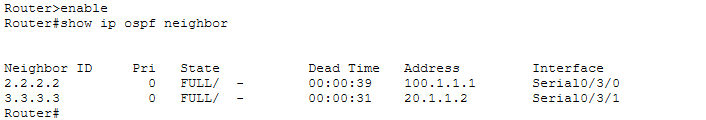 Router>enable
Router#show ip ospf neighbor
Neighbor ID Pri State Dead Time Address Interface
2.2.2.2 0 FULL/ - 00:00:39 100.1.1.1 Serial0/3/0
3.3.3.3 0 FULL/ - 00:00:31 20.1.1.2 Serial0/3/1
Router#